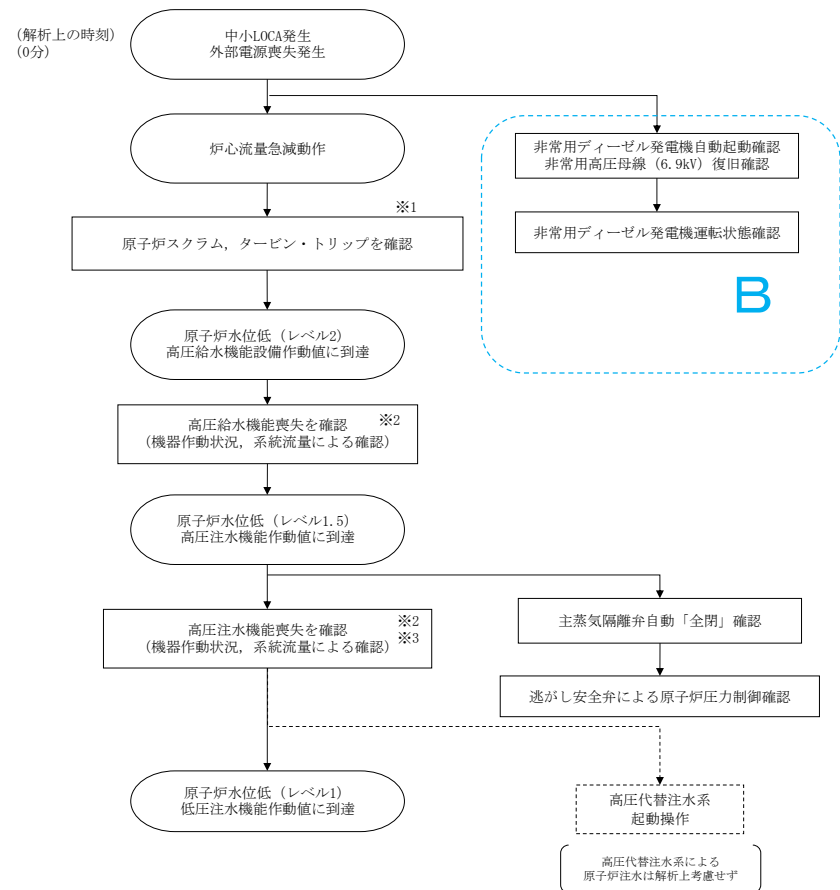 (解析上の時刻)
(0分)
中小LOCA発生
外部電源喪失発生
炉心流量急減動作
非常用ディーゼル発電機自動起動確認
非常用高圧母線（6.9kV）復旧確認
非常用ディーゼル発電機運転状態確認
B
※1
原子炉スクラム，タービン・トリップを確認
原子炉水位低（レベル2）
高圧給水機能設備作動値に到達
高圧給水機能喪失を確認 ※2
(機器作動状況，系統流量による確認)
原子炉水位低（レベル1.5）
高圧注水機能作動値に到達
高圧注水機能喪失を確認 ※2
(機器作動状況，系統流量による確認) ※3
主蒸気隔離弁自動「全閉」確認
逃がし安全弁による原子炉圧力制御確認
原子炉水位低（レベル1）
低圧注水機能作動値に到達
高圧代替注水系
起動操作
高圧代替注水系による
原子炉注水は解析上考慮せず